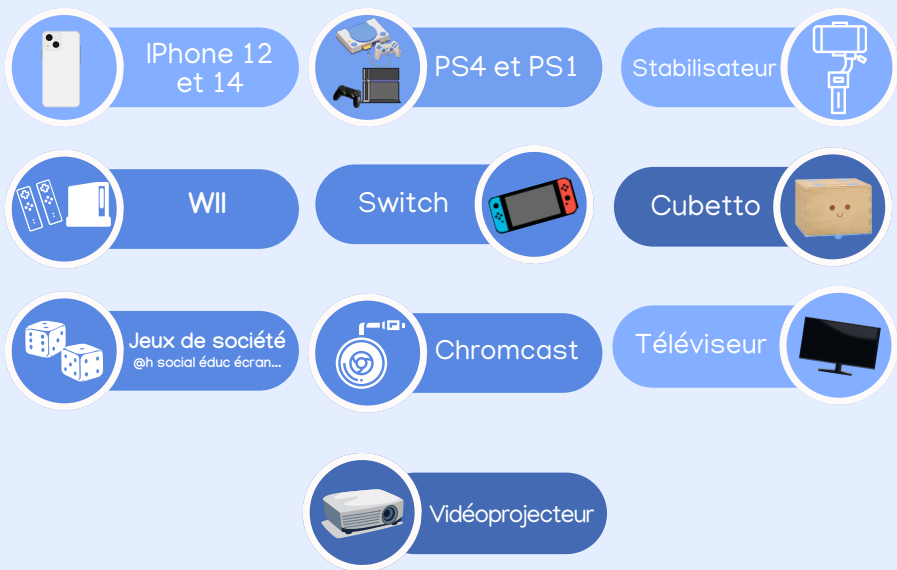 IPhone 12
et 14
PS4 et PS1
Stabilisateur
WII
Switch
Cubetto
Jeux de société
@h social éduc écran...
Chromcast
Téléviseur
Vidéoprojecteur